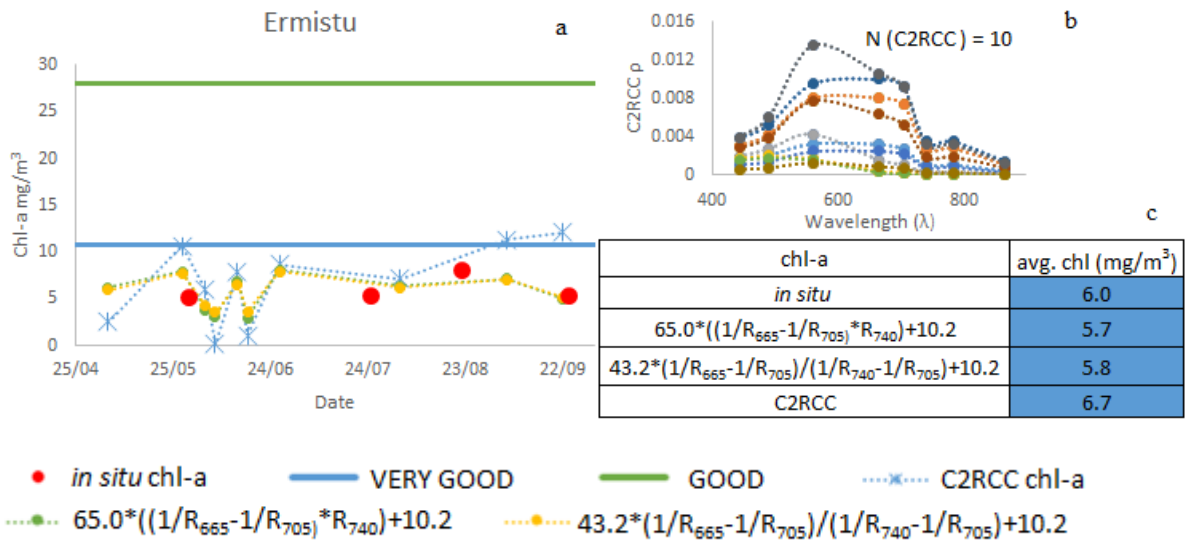 Ermistu
a
30
25
20
15
10
5
0
Chl-a mg/m³
25/04 25/05 24/06 24/07 23/08 22/09
Date
b
N (C2RCC ) = 10
0.016
0.012
0.008
0.004
0
C2RCC ρ
400 600 800
Wavelength (λ)
c
chl-a avg. chl (mg/m³)
in situ 6.0
65.0*((1/R₆₆₅-1/R₇₀₅)*R₇₄₀)+10.2 5.7
43.2*(1/R₆₆₅-1/R₇₀₅)/(1/R₇₄₀-1/R₇₀₅)+10.2 5.8
C2RCC 6.7
in situ chl-a VERY GOOD GOOD C2RCC chl-a
65.0*((1/R₆₆₅-1/R₇₀₅)*R₇₄₀)+10.2 43.2*(1/R₆₆₅-1/R₇₀₅)/(1/R₇₄₀-1/R₇₀₅)+10.2